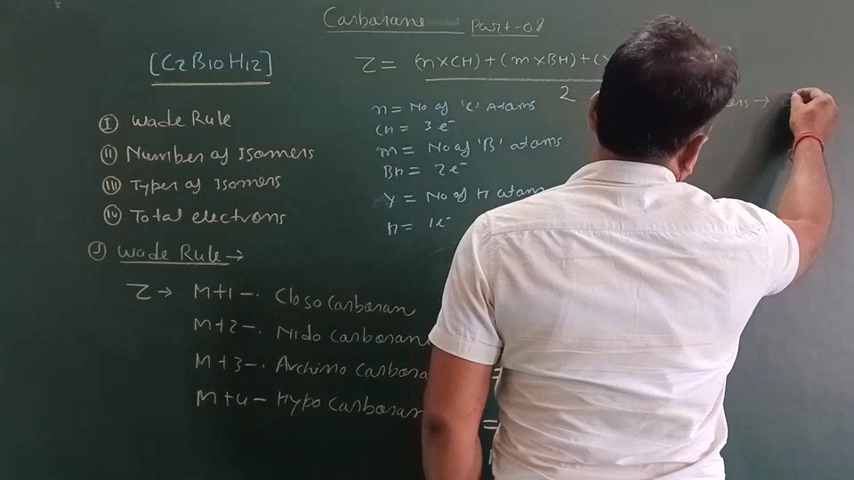 Carborane Part-08
[C2B10H12]
Z = (n×CH) + (m×BH) + (
2
n = No of 'C' Atoms
CH = 3e⁻
m = No of 'B' atoms
BH = 2e⁻
Y = No of H atom
H = 1e⁻
(I) Wade Rule
(II) Number of Isomers
(III) Types of Isomers
(IV) Total electrons
(I) Wade Rule →
Z → M+1 - Closo Carboran
M+2 - Nido Carboran
M+3 - Archino Carbora
M+4 - Hypo Carboran